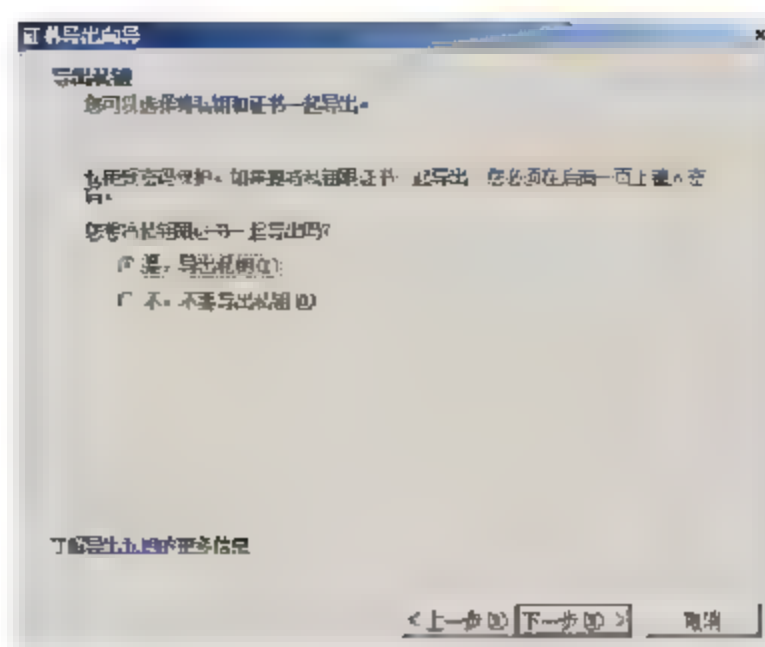 证书导出向导
导出私钥
您可以选择将私钥和证书一起导出。
私钥受密码保护。如果要将私钥跟证书一起导出，您必须在后面一页上键入密
码。
您想将私钥跟证书一起导出吗?
是，导出私钥(Y)
不，不要导出私钥(O)
了解导出私钥的更多信息
<上一步(B)
下一步(N) >
取消